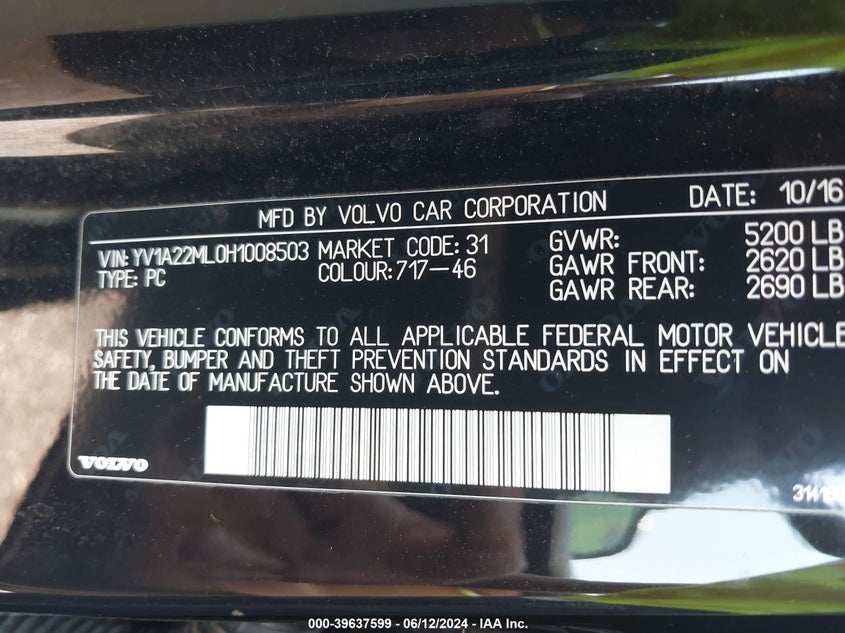 MFD BY VOLVO CAR CORPORATION DATE: 10/16
VIN: YV1A22ML0H1008503 MARKET CODE: 31 GVWR: 5200 LB
TYPE: PC COLOUR: 717-46 GAWR FRONT: 2620 LB
GAWR REAR: 2690 LB
THIS VEHICLE CONFORMS TO ALL APPLICABLE FEDERAL MOTOR VEHICLE
SAFETY, BUMPER AND THEFT PREVENTION STANDARDS IN EFFECT ON
THE DATE OF MANUFACTURE SHOWN ABOVE.
VOLVO
000-39637599 - 06/12/2024 - IAA Inc.